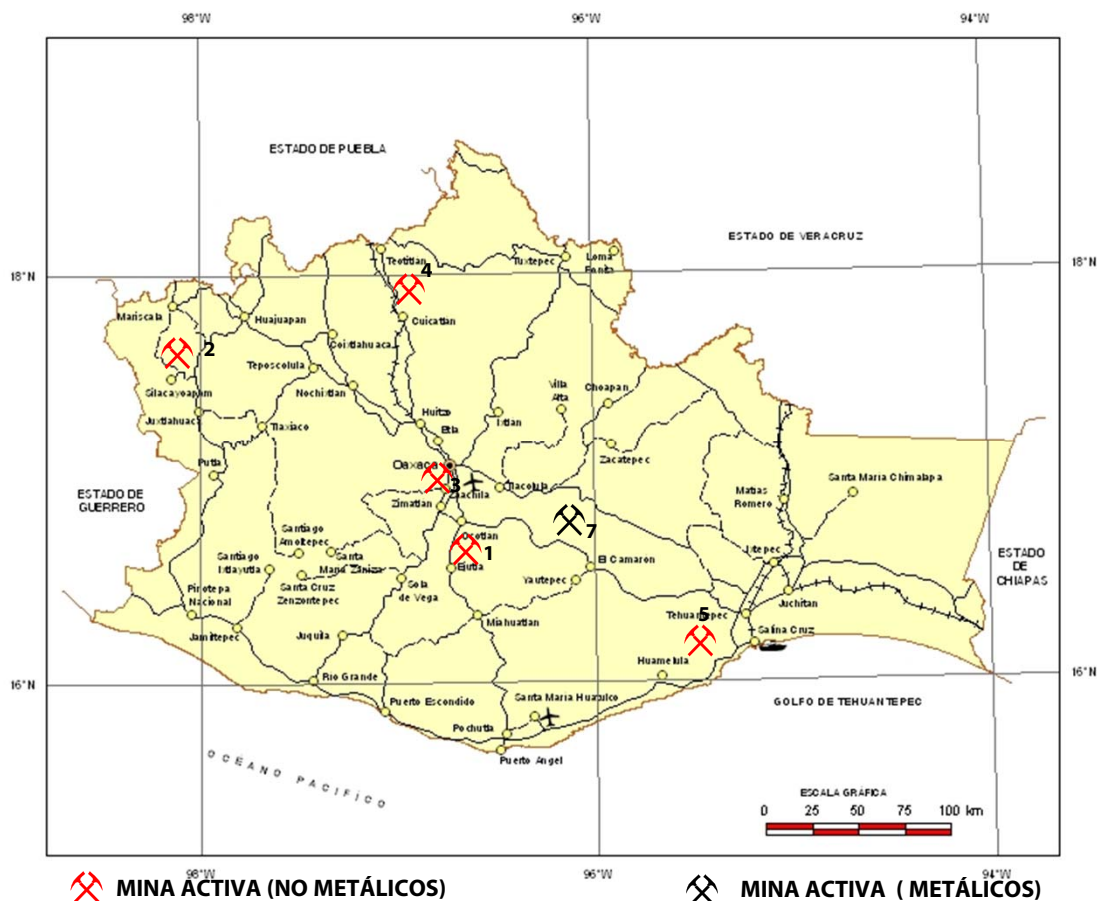 98°W
96°W
94°W
ESTADO DE PUEBLA
ESTADO DE VERACRUZ
18°N
18°N
Teotitlan
4
Tuxtepec
Loma
Bonita
Mariscala
Huajuapan
Cuicatlan
Coixtlahuaca
2
Teposcolula
Silacayoapam
Nochixtlan
Villa
Alta
Choapan
Juxtlahuaca
Tlaxiaco
Huitzo
Etla
Ixtlan
Zacatepec
Oaxaca
Putla
3
Zaachila
Tlacolula
Santa Maria Chimalapa
ESTADO DE
GUERRERO
Zimatlan
Matias
Romero
7
Ocotlan
Santiago
Amoltepec
1
Santiago
Ixtlayutla
Santa
Maria Zaniza
Ejutla
El Camaron
Ixtepec
ESTADO
DE
CHIAPAS
Santa Cruz
Zenzontepec
Sola
de Vega
Yautepec
Pinotepa
Nacional
Juchitan
Tehuantepec
5
Miahuatlan
Jamiltepec
Juquila
Salina Cruz
Huamelula
16°N
Rio Grande
16°N
Puerto Escondido
Santa Maria Huatulco
GOLFO DE TEHUANTEPEC
Pochutla
Puerto Angel
OCÉANO PACIFÍCO
ESCALA GRÁFICA
0 25 50 75 100 km
98°W
96°W
94°W
MINA ACTIVA (NO METÁLICOS)
MINA ACTIVA ( METÁLICOS)